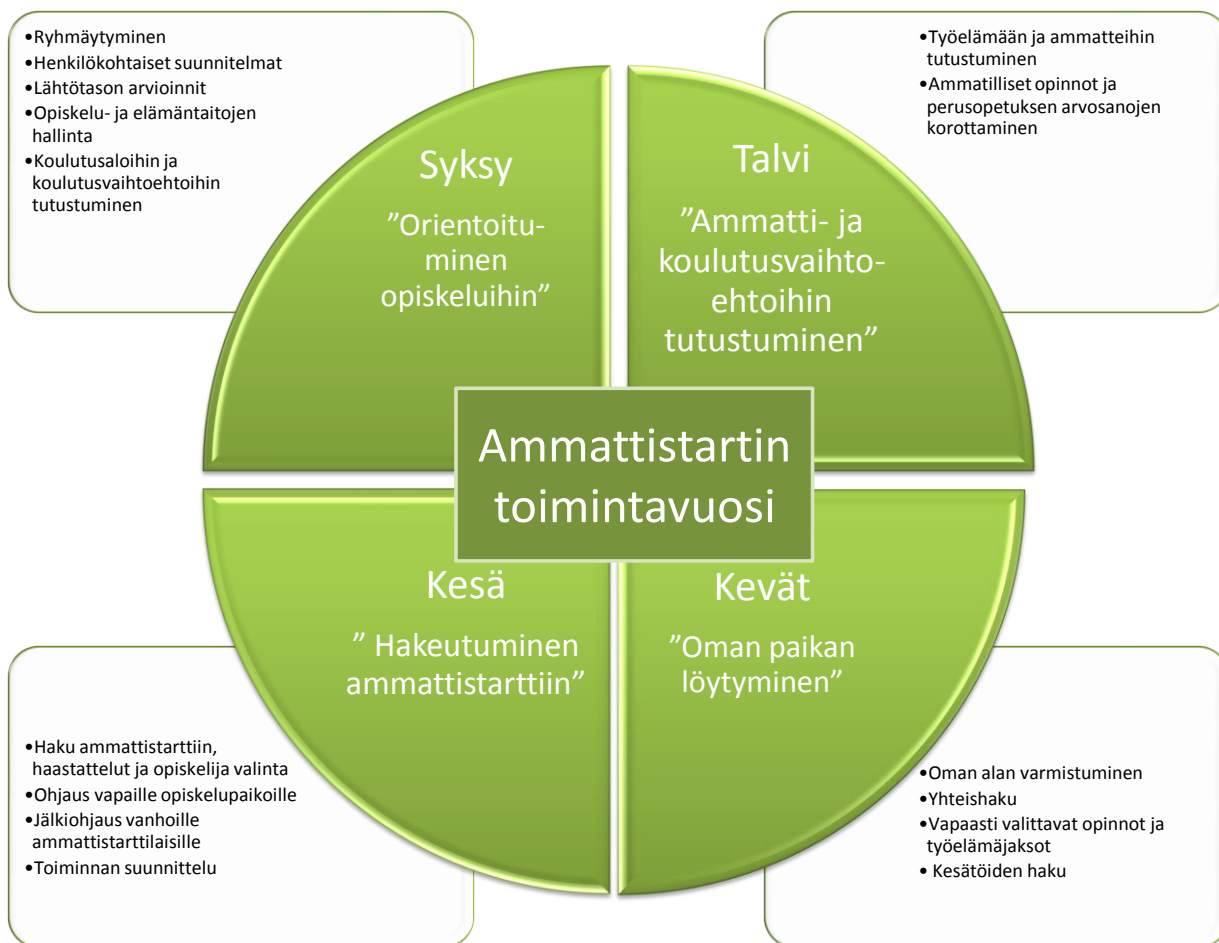 •Ryhmäytyminen
•Henkilökohtaiset suunnitelmat
•Lähtötason arvioinnit
•Opiskelu- ja elämäntaitojen
hallinta
•Koulutusaloihin ja
koulutusvaihtoehtoihin
tutustuminen
•Työelämään ja ammatteihin
tutustuminen
•Ammatilliset opinnot ja
perusopetuksen arvosanojen
korottaminen
Syksy
”Orientoitu-
minen
opiskeluihin”
Talvi
”Ammatti- ja
koulutusvaihto-
ehtoihin
tutustuminen”
Ammattistartin
toimintavuosi
Kesä
” Hakeutuminen
ammattistarttiin”
Kevät
”Oman paikan
löytyminen”
•Haku ammattistarttiin,
haastattelut ja opiskelija valinta
•Ohjaus vapaille opiskelupaikoille
•Jälkiohjaus vanhoille
ammattistarttilaisille
•Toiminnan suunnittelu
•Oman alan varmistuminen
•Yhteishaku
•Vapaasti valittavat opinnot ja
työelämäjaksot
• Kesätöiden haku